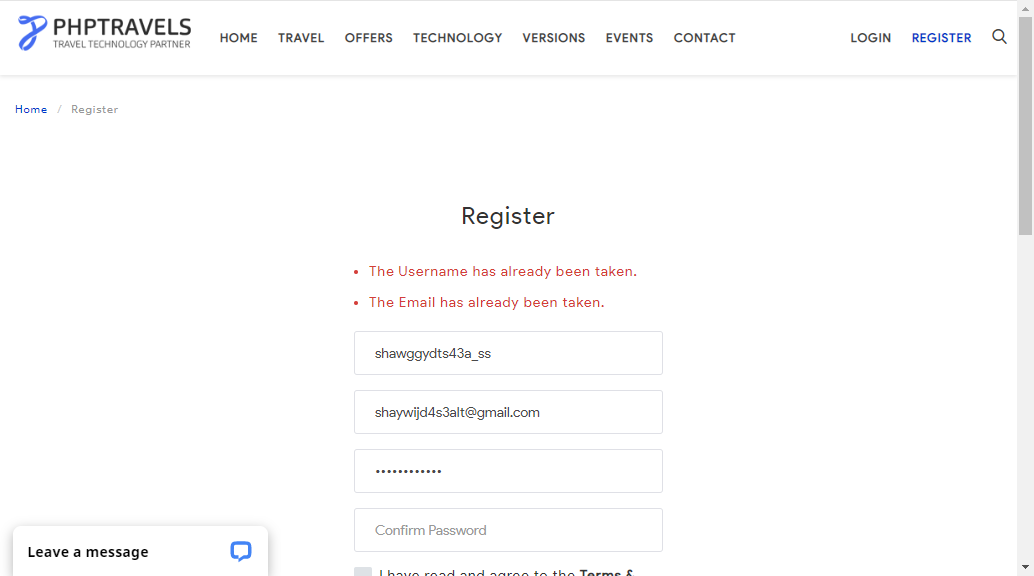 PHPTRAVELS
TRAVEL TECHNOLOGY PARTNER
HOME TRAVEL OFFERS TECHNOLOGY VERSIONS EVENTS CONTACT LOGIN REGISTER
Home / Register
Register
• The Username has already been taken.
• The Email has already been taken.
shawggydts43a_ss
shaywijd4s3alt@gmail.com
••••••••••••
Confirm Password
Leave a message
I have read and agree to the Terms &